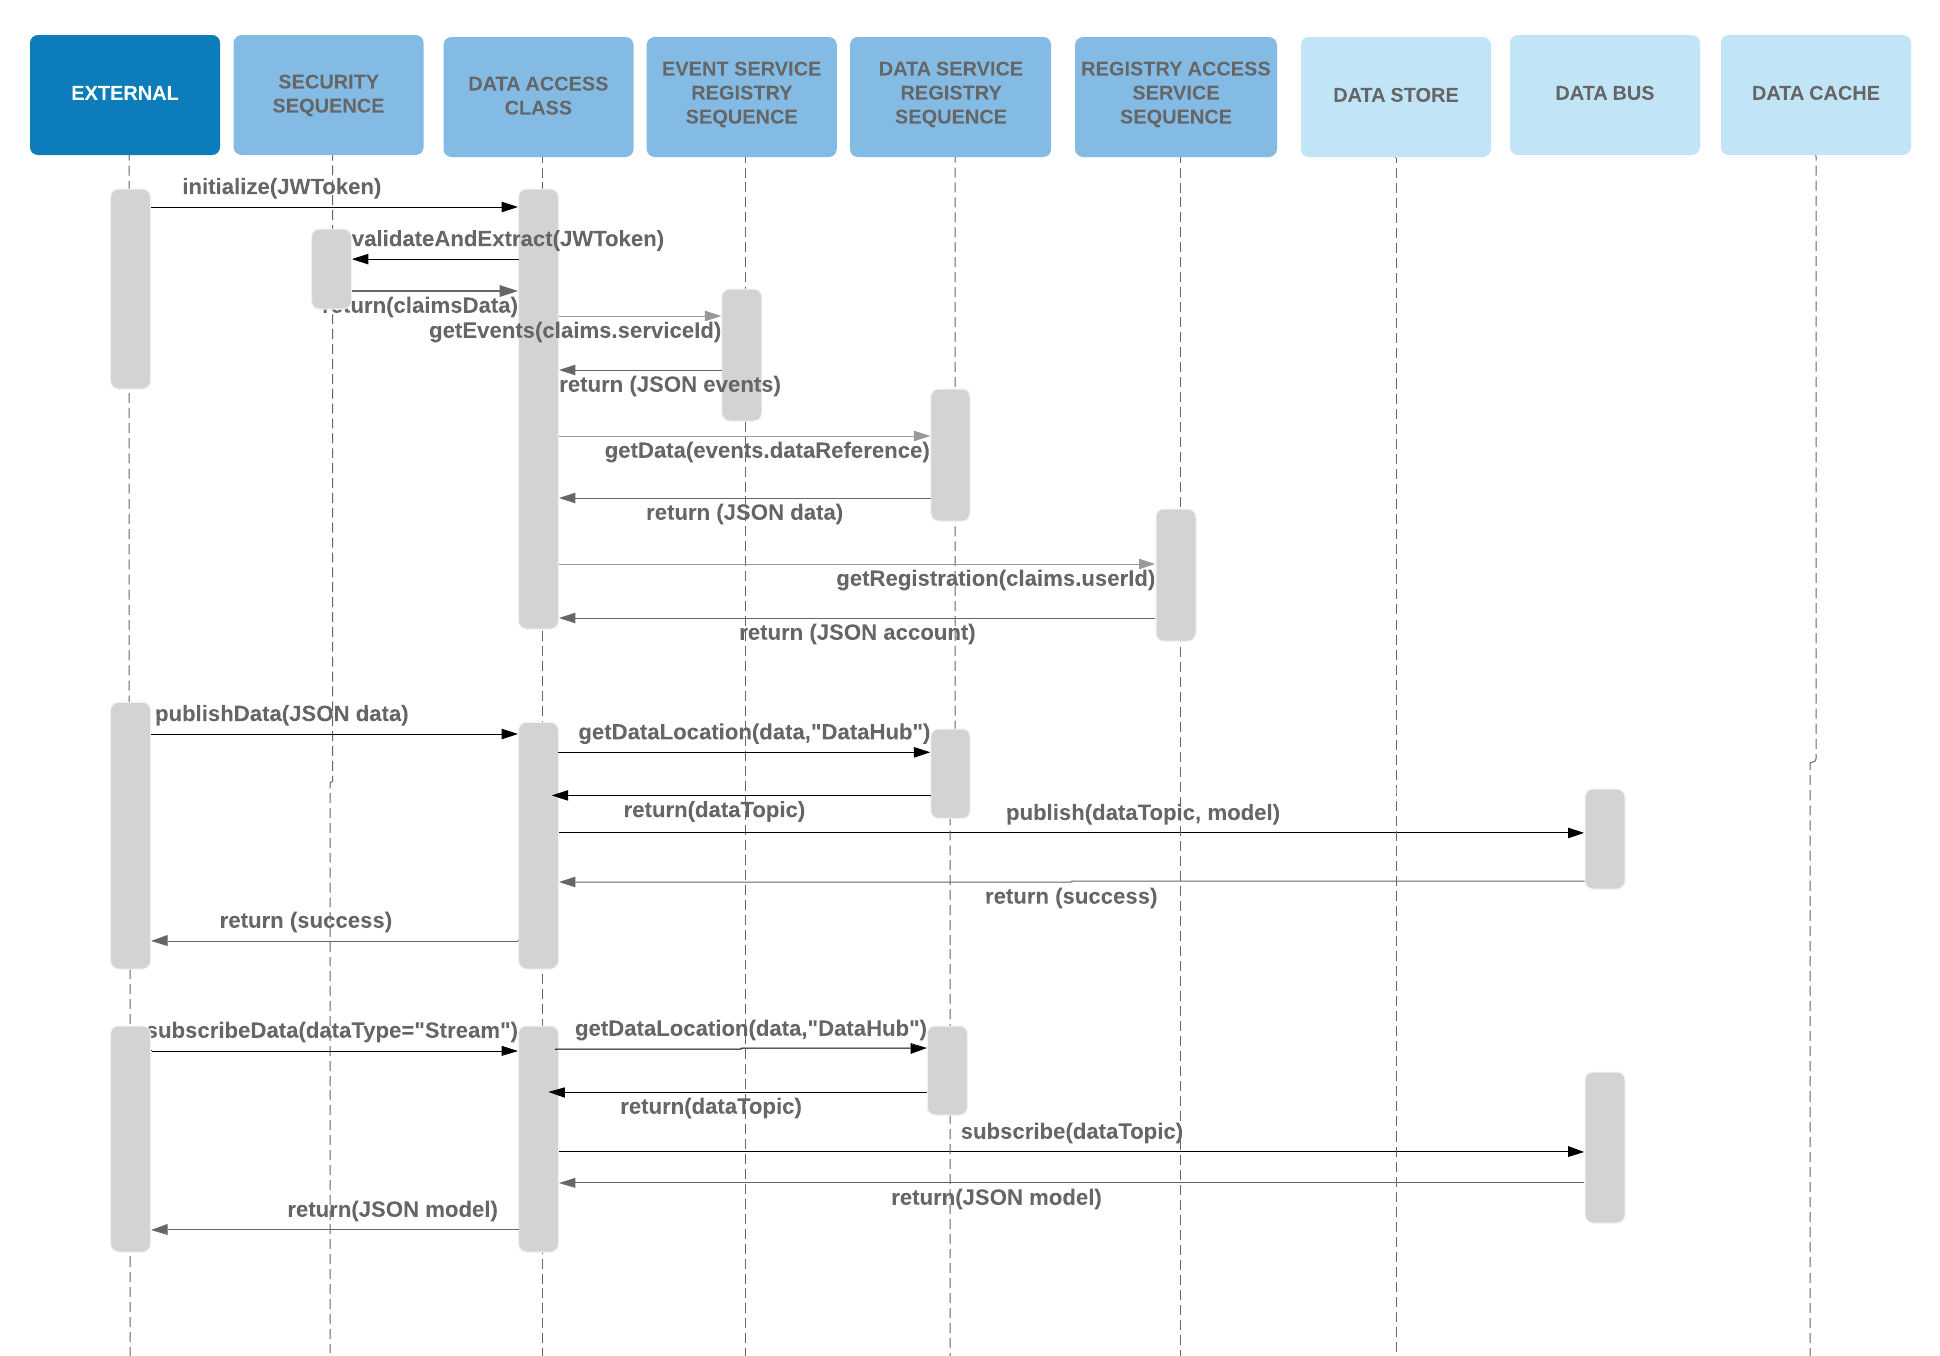 EXTERNAL
SECURITY
SEQUENCE
DATA ACCESS
CLASS
EVENT SERVICE
REGISTRY
SEQUENCE
DATA SERVICE
REGISTRY
SEQUENCE
REGISTRY ACCESS
SERVICE
SEQUENCE
DATA STORE
DATA BUS
DATA CACHE
initialize(JWToken)
validateAndExtract(JWToken)
return(claimsData)
getEvents(claims.serviceId)
return (JSON events)
getData(events.dataReference)
return (JSON data)
getRegistration(claims.userId)
return (JSON account)
publishData(JSON data)
getDataLocation(data,"DataHub")
return(dataTopic)
publish(dataTopic, model)
return (success)
return (success)
subscribeData(dataType="Stream")
getDataLocation(data,"DataHub")
return(dataTopic)
subscribe(dataTopic)
return(JSON model)
return(JSON model)